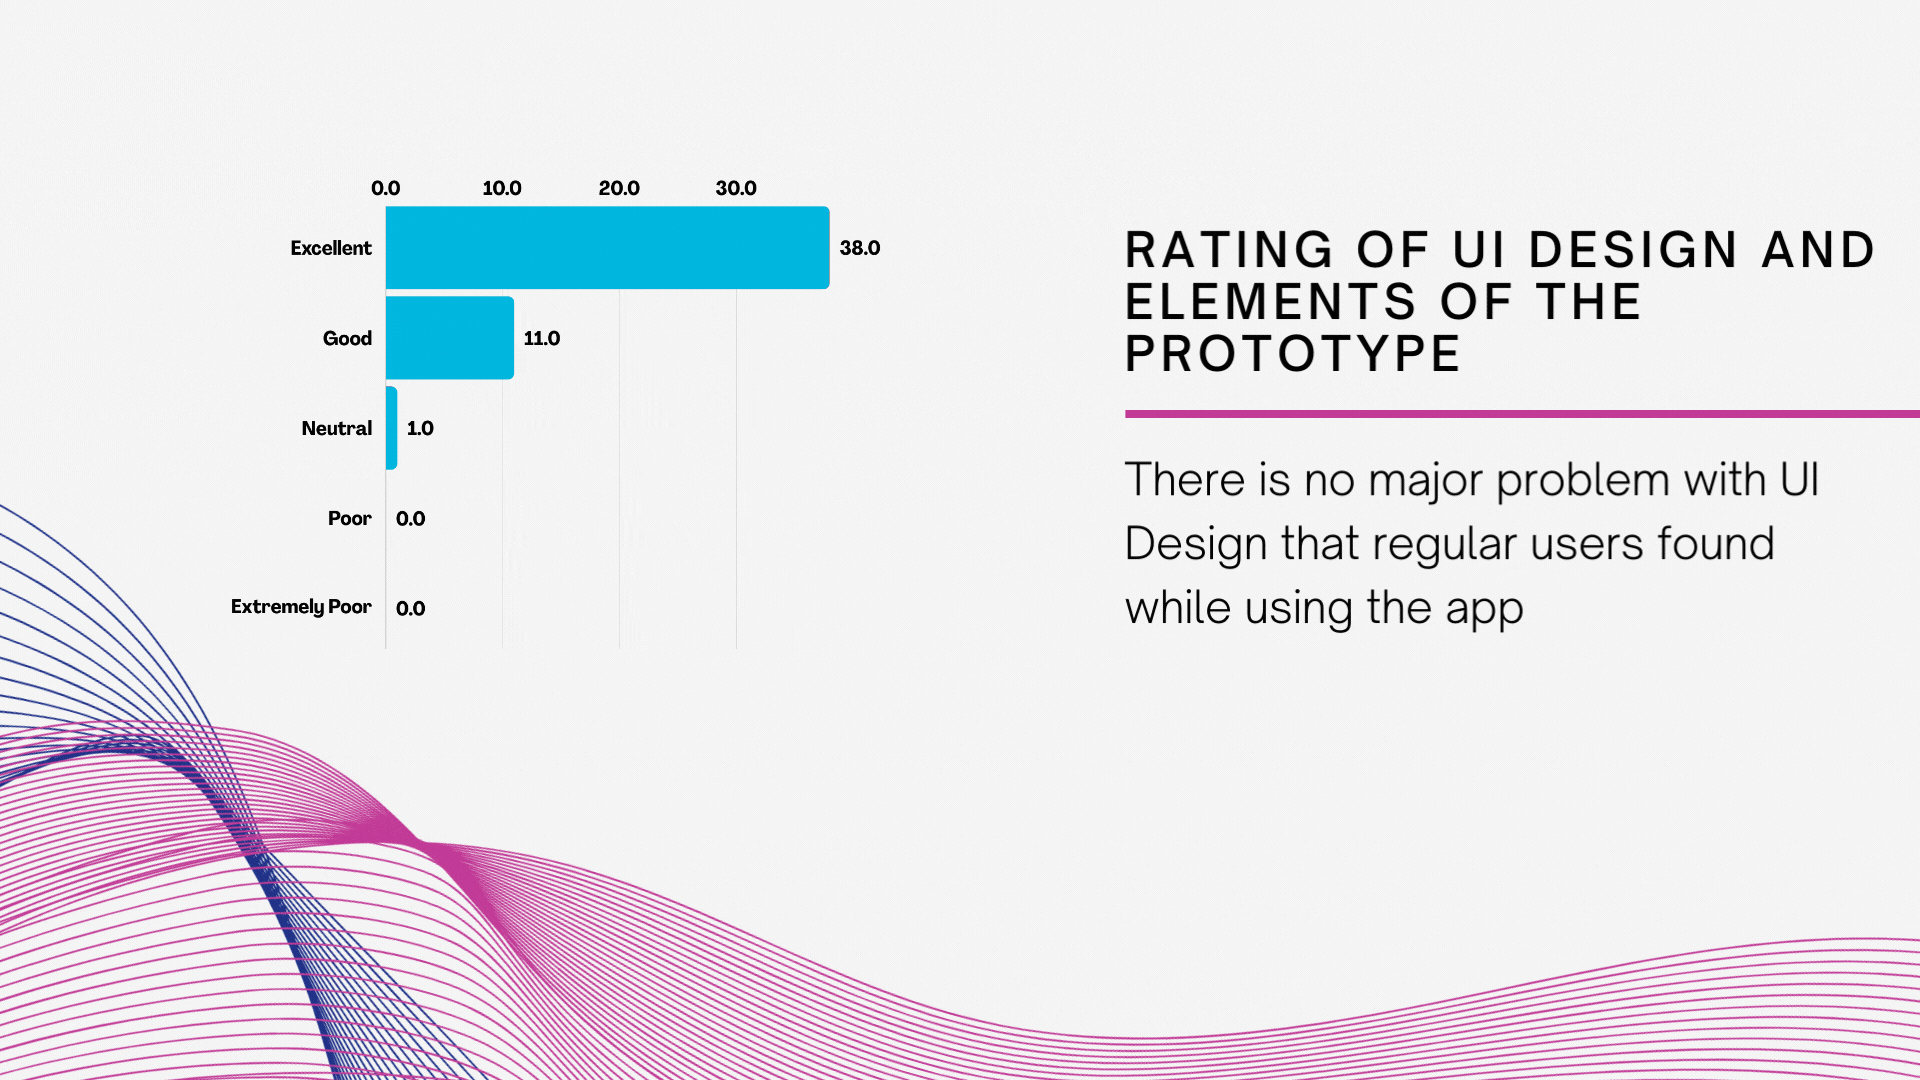 0.0 10.0 20.0 30.0
Excellent 38.0
Good 11.0
Neutral 1.0
Poor 0.0
Extremely Poor 0.0
RATING OF UI DESIGN AND
ELEMENTS OF THE
PROTOTYPE
There is no major problem with UI
Design that regular users found
while using the app